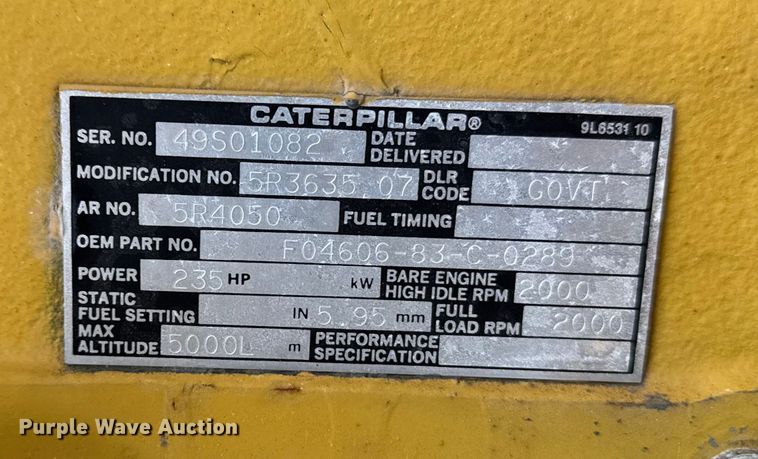 CATERPILLAR®
9L6531 10
SER. NO. 49S01082 DATE DELIVERED
MODIFICATION NO. 5R3635 07 DLR CODE GOVT
AR NO. 5R4050 FUEL TIMING
OEM PART NO. F04606-83-C-0289
POWER 235 HP kW BARE ENGINE HIGH IDLE RPM 2000
STATIC FUEL SETTING IN 5.95 mm FULL LOAD RPM 2000
MAX ALTITUDE 5000L m PERFORMANCE SPECIFICATION
Purple Wave Auction